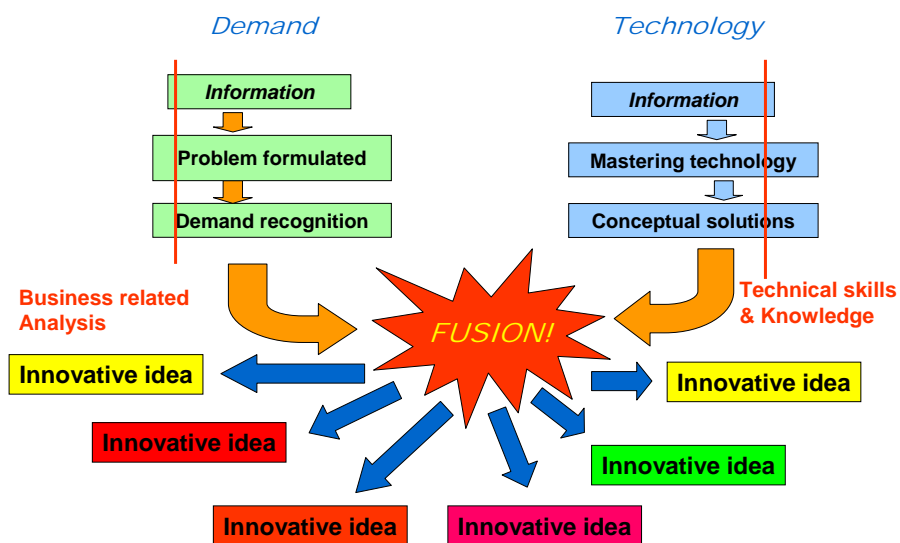 Demand
Technology
Information
Information
Problem formulated
Mastering technology
Demand recognition
Conceptual solutions
Business related
Analysis
Technical skills
& Knowledge
FUSION!
Innovative idea
Innovative idea
Innovative idea
Innovative idea
Innovative idea
Innovative idea